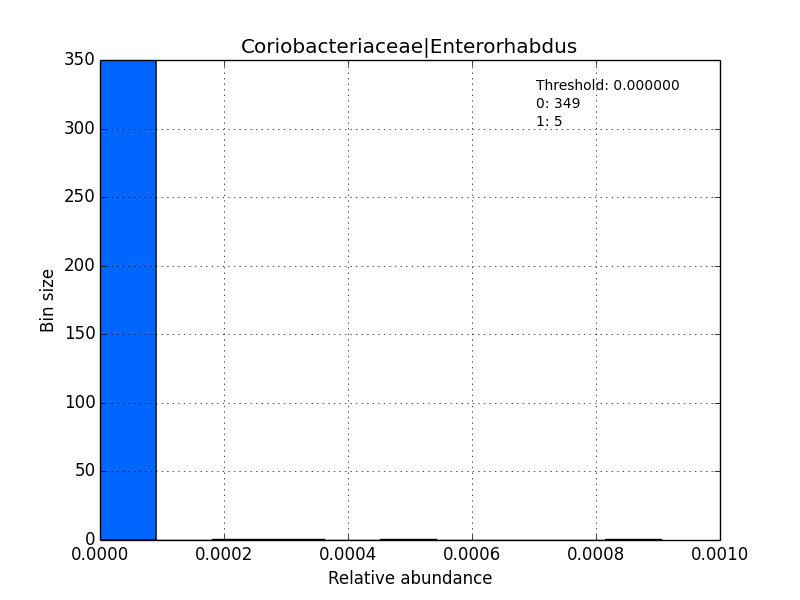 Coriobacteriaceae|Enterorhabdus
Threshold: 0.000000
0: 349
1: 5
350
300
250
200
150
100
50
0
Bin size
0.0000 0.0002 0.0004 0.0006 0.0008 0.0010
Relative abundance